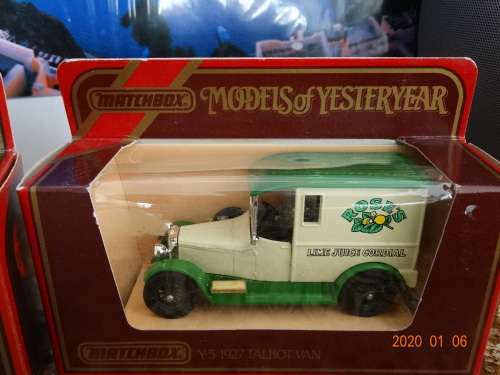 MATCHBOX
MODELS of YESTERYEAR
ROSE'S
LIME JUICE CORDIAL
MATCHBOX
Y-5 1927 TALBOT VAN
2020 01 06